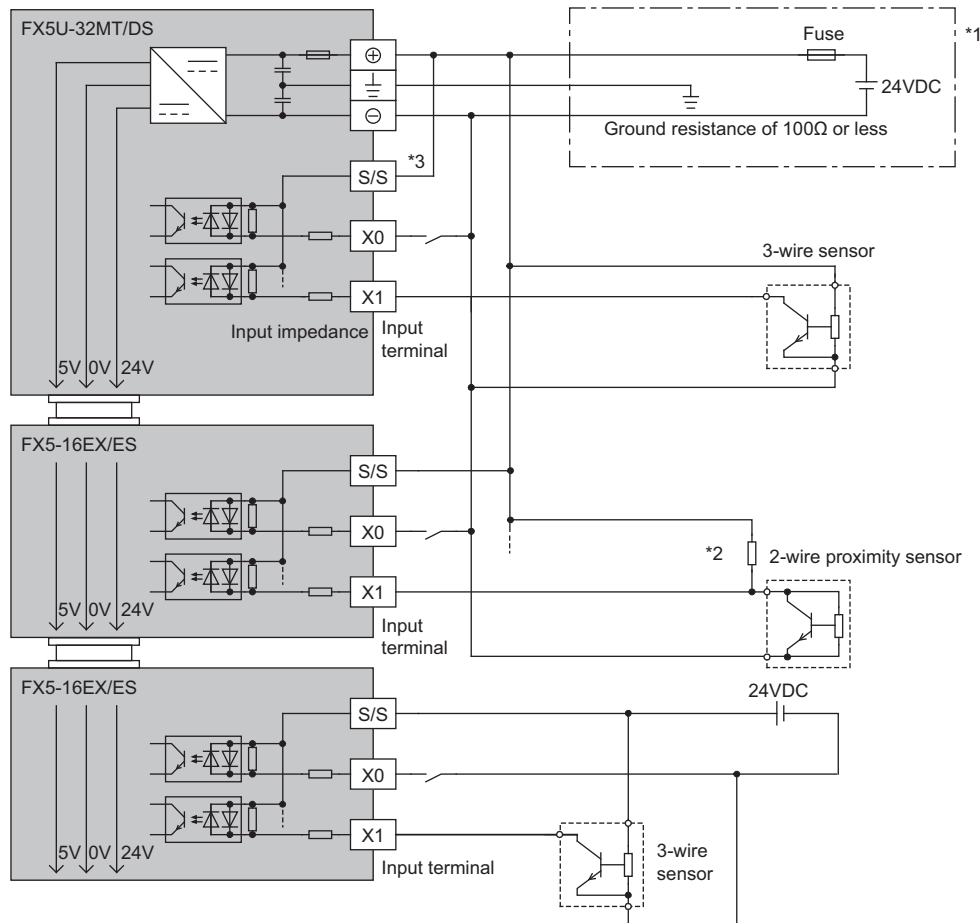 FX5U-32MT/DS
*1
Fuse
24VDC
Ground resistance of 100Ω or less
S/S
*3
X0
3-wire sensor
X1
Input impedance
Input
terminal
5V
0V
24V
FX5-16EX/ES
S/S
X0
*2
2-wire proximity sensor
X1
5V
0V
24V
Input
terminal
FX5-16EX/ES
24VDC
S/S
X0
X1
3-wire
sensor
5V
0V
24V
Input terminal